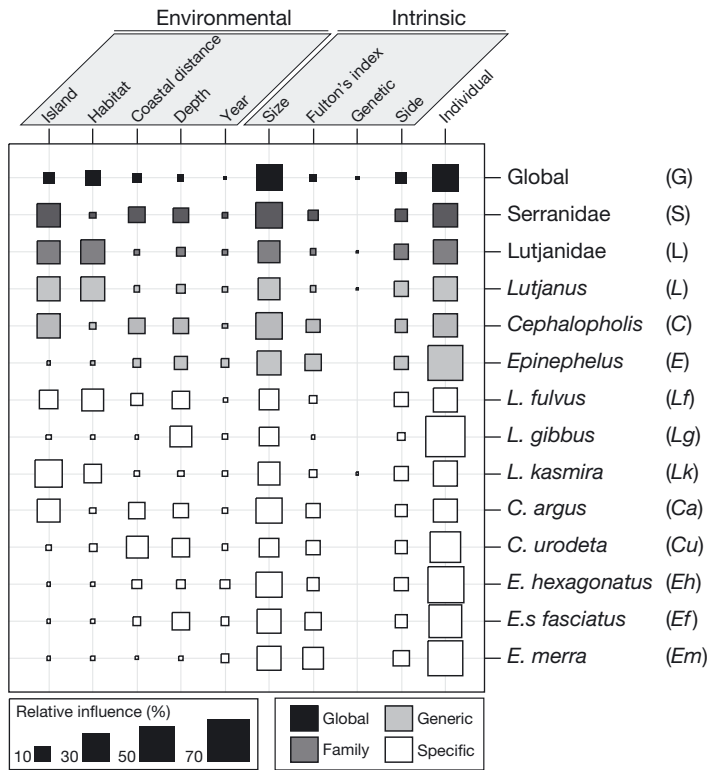 Environmental Intrinsic
Island Habitat Coastal distance Depth Year Size Fulton's index Genetic Side Individual
Global (G)
Serranidae (S)
Lutjanidae (L)
Lutjanus (L)
Cephalopholis (C)
Epinephelus (E)
L. fulvus (Lf)
L. gibbus (Lg)
L. kasmira (Lk)
C. argus (Ca)
C. urodeta (Cu)
E. hexagonatus (Eh)
E.s fasciatus (Ef)
E. merra (Em)
Relative influence (%)
10 30 50 70
Global Generic
Family Specific